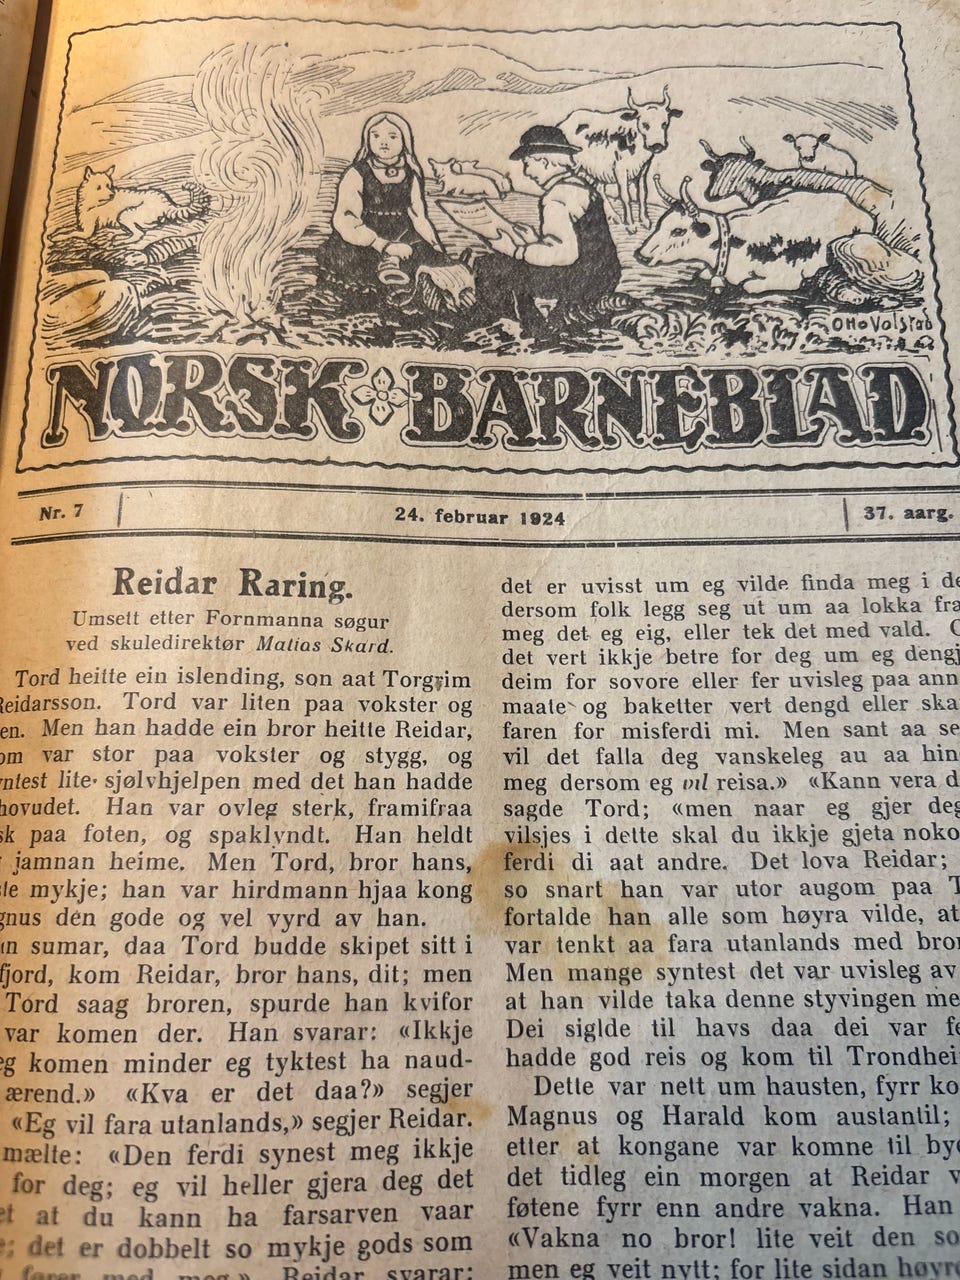 Otto Valstad
NORSK BARNEBLAD
Nr. 7
24. februar 1924
37. aarg.
Reidar Raring.
Umsett etter Fornmanna søgur
ved skuledirektør Matias Skard.
Tord heitte ein islending, son aat Torgrim
Reidarsson. Tord var liten paa vokster og
en. Men han hadde ein bror heitte Reidar,
om var stor paa vokster og stygg, og
yntest lite sjølvhjelpen med det han hadde
hovudet. Han var ovleg sterk, framifraa
sk paa foten, og spaklyndt. Han heldt
jamnan heime. Men Tord, bror hans,
mykje; han var hirdmann hjaa kong
gnus den gode og vel vyrd av han.
in sumar, daa Tord budde skipet sitt i
fjord, kom Reidar, bror hans, dit; men
Tord saag broren, spurde han kvifor
var komen der. Han svarar: «Ikkje
eg komen minder eg tyktest ha naud-
ærend.» «Kva er det daa?» segjer
«Eg vil fara utanlands,» segjer Reidar.
mælte: «Den ferdi synest meg ikkje
for deg; eg vil heller gjera deg det
at du kann ha farsarven vaar
det er dobbelt so mykje gods som
med meg.» Reidar svarar:
det er uvisst um eg vilde finda meg i de
dersom folk legg seg ut um aa lokka fra
meg det eg eig, eller tek det med vald.
det vert ikkje betre for deg um eg dengj
deim for sovore eller fer uvisleg paa ann
maate og baketter vert dengd eller ska
faren for misferdi mi. Men sant aa se
vil det falla deg vanskeleg au aa hin
meg dersom eg vil reisa.» «Kann vera d
sagde Tord; «men naar eg gjer deg
vilsjes i dette skal du ikkje gjeta noko
ferdi di aat andre. Det lova Reidar;
so snart han var utor augom paa T
fortalde han alle som høyra vilde, at
var tenkt aa fara utanlands med bror
Men mange syntest det var uvisleg av
at han vilde taka denne styvingen me
Dei siglde til havs daa dei var fe
hadde god reis og kom til Trondhei
Dette var nett um hausten, fyrr ko
Magnus og Harald kom austantil;
etter at kongane var komne til bye
det tidleg ein morgen at Reidar v
føtene fyrr enn andre vakna. Han
«Vakna no bror! lite veit den so
men eg veit nytt; for lite sidan høyr